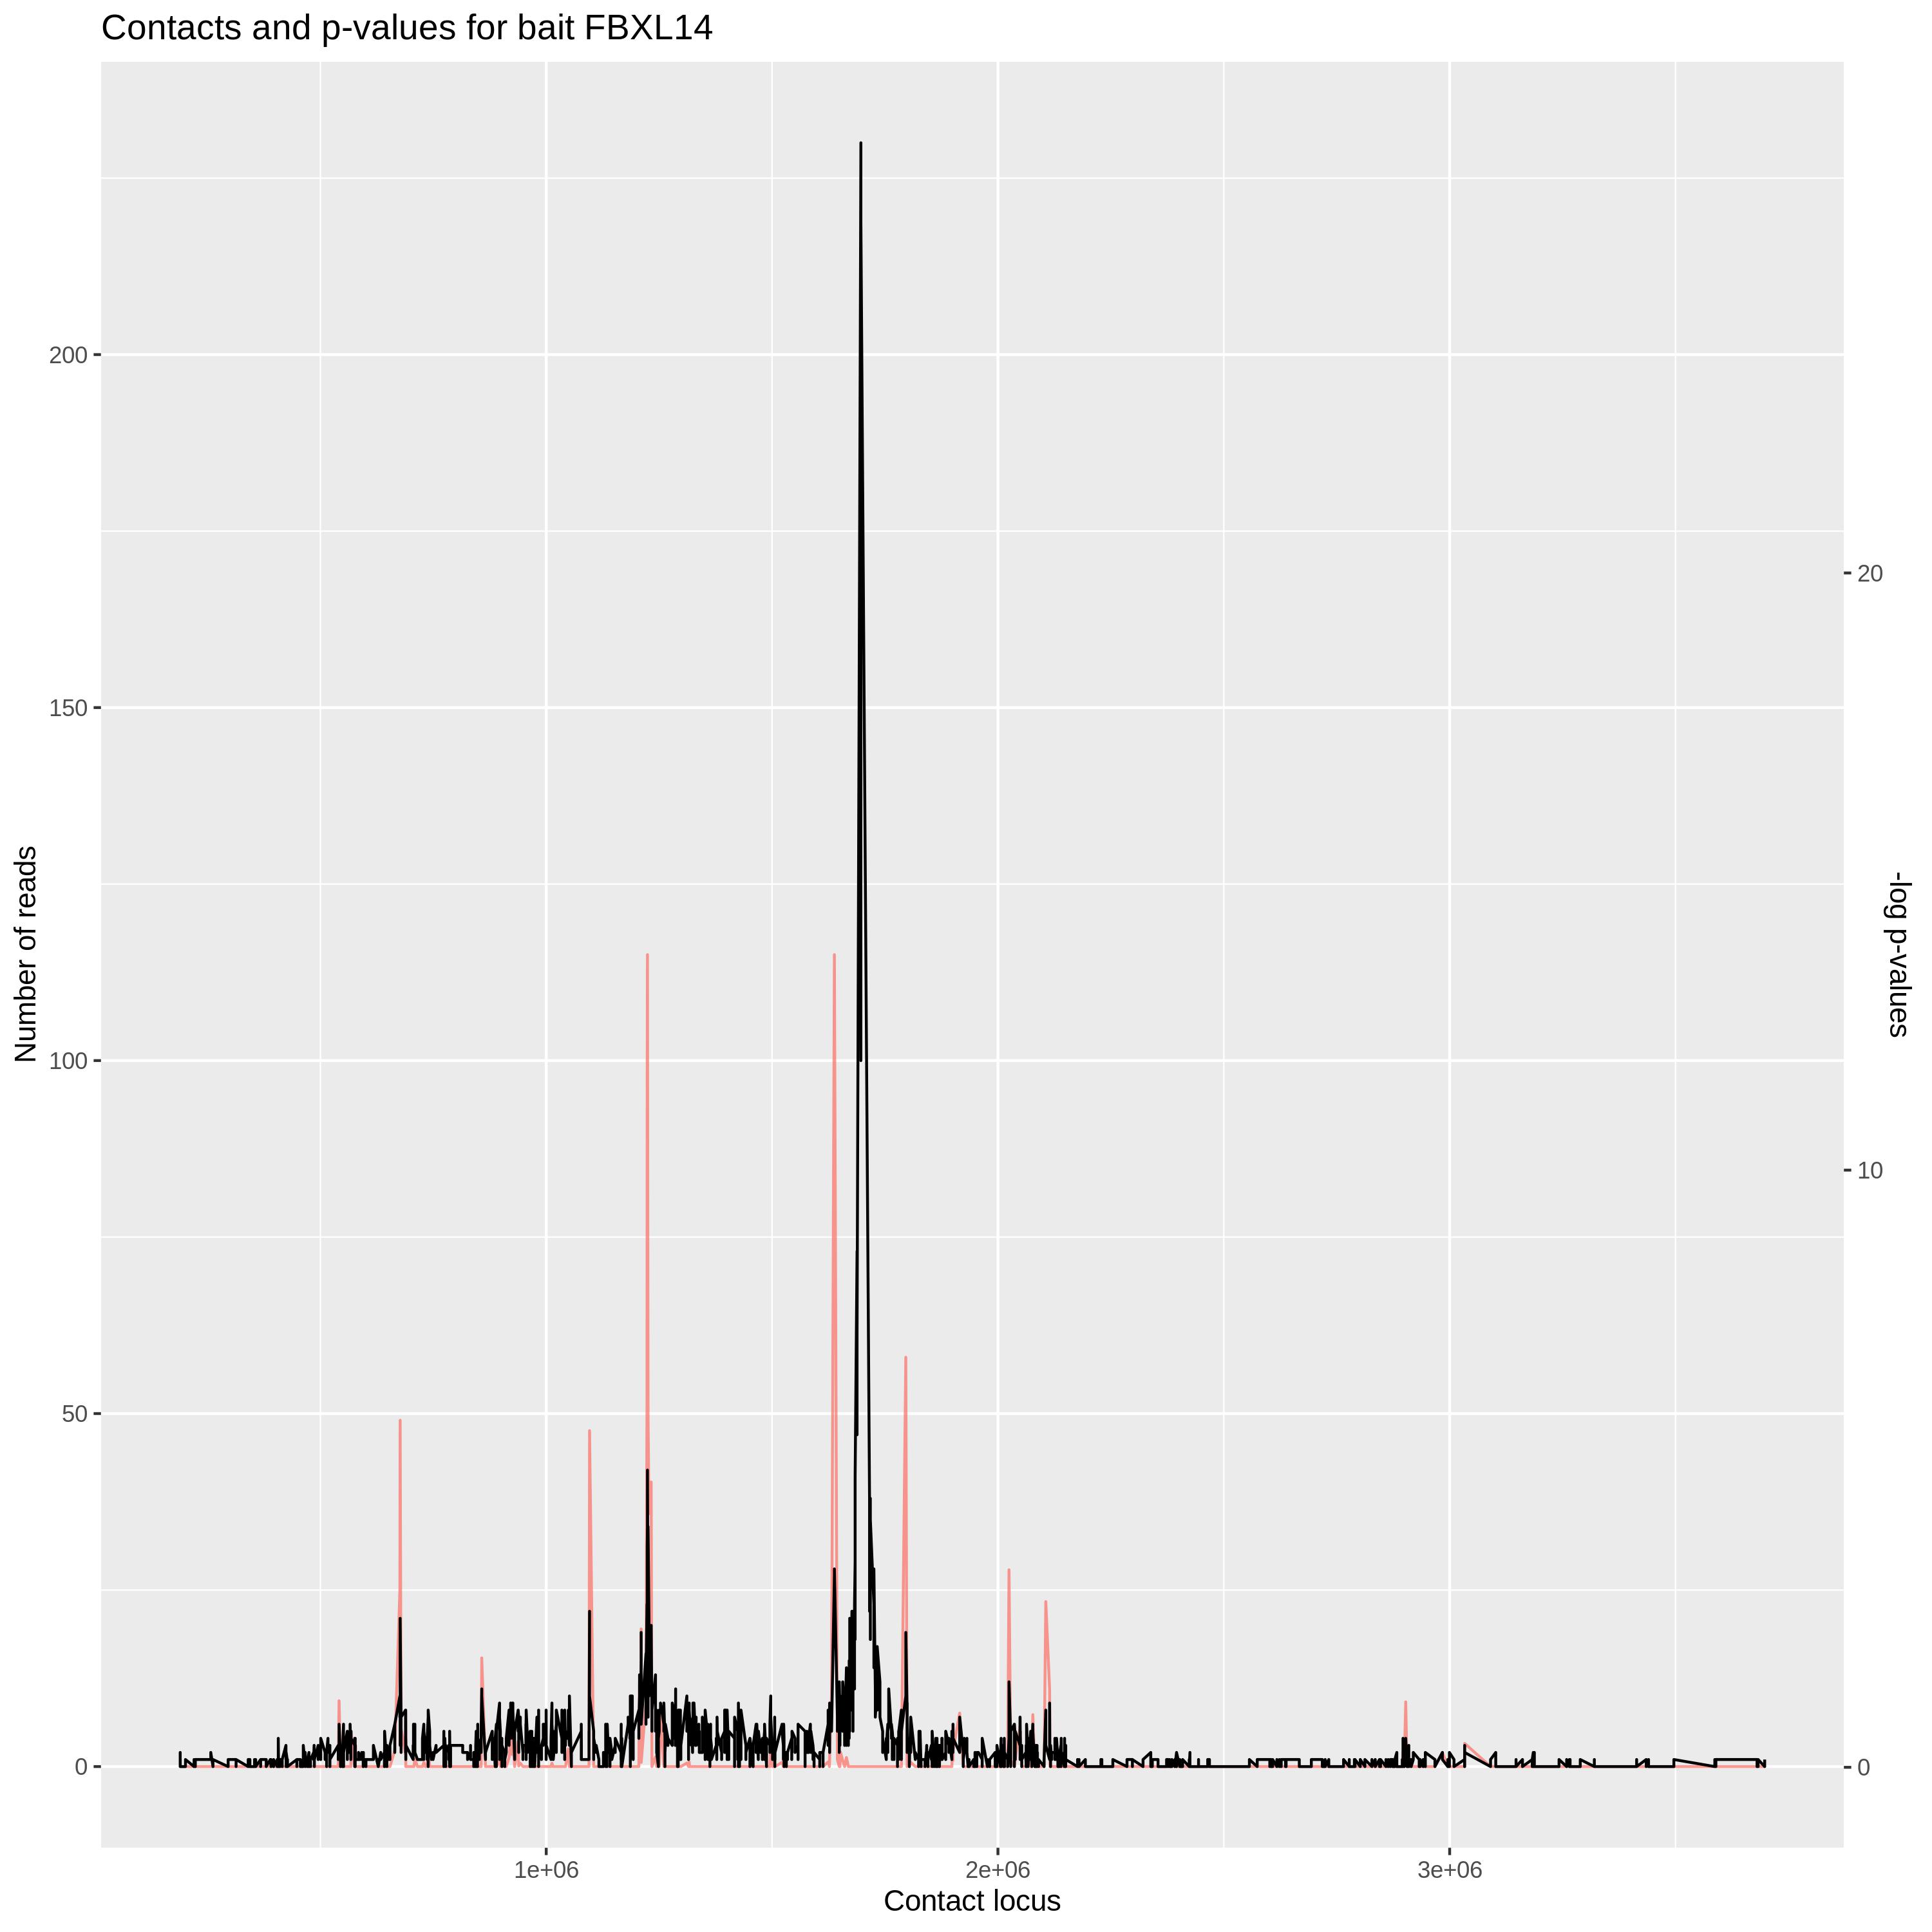 Contacts and p-values for bait FBXL14
Number of reads
200
150
100
50
0
20
10
0
-log p-values
1e+06
2e+06
3e+06
Contact locus